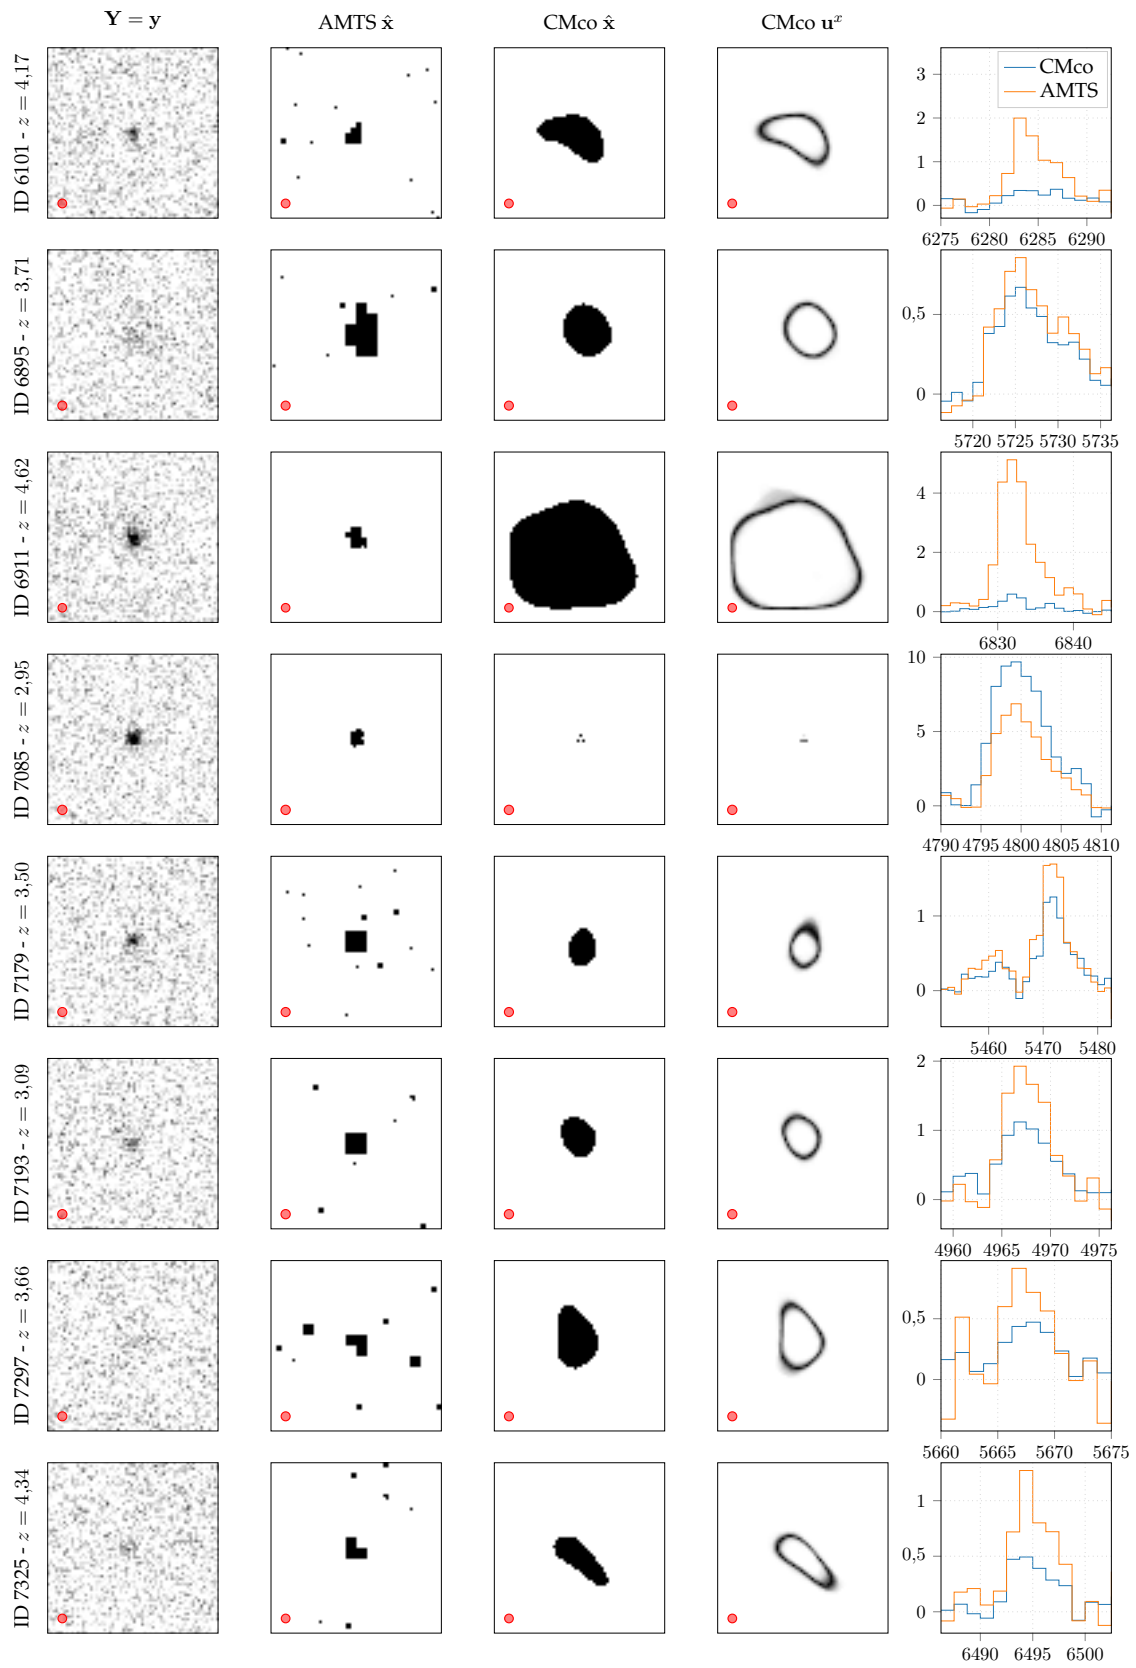 Y = y AMTS x̂ CMco x̂ CMco uˣ
ID 6101 - z = 4,17
CMco
AMTS
3
2
1
0
6275 6280 6285 6290
ID 6895 - z = 3,71
0,5
0
5720 5725 5730 5735
ID 6911 - z = 4,62
4
2
0
6830 6840
ID 7085 - z = 2,95
10
5
0
4790 4795 4800 4805 4810
ID 7179 - z = 3,50
1
0
5460 5470 5480
ID 7193 - z = 3,09
2
1
0
4960 4965 4970 4975
ID 7297 - z = 3,66
0,5
0
5660 5665 5670 5675
ID 7325 - z = 4,34
1
0,5
0
6490 6495 6500